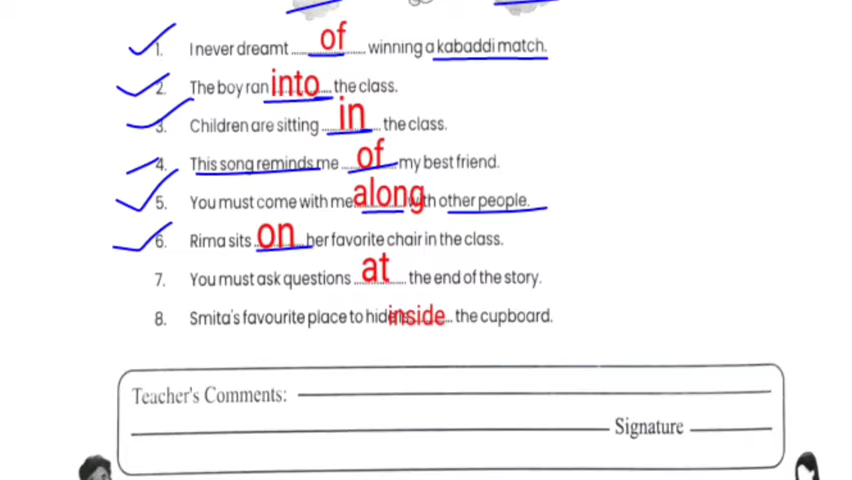 1. I never dreamt of winning a kabaddi match.
2. The boy ran into the class.
3. Children are sitting in the class.
4. This song reminds me of my best friend.
5. You must come with me along with other people.
6. Rima sits on her favorite chair in the class.
7. You must ask questions at the end of the story.
8. Smita's favourite place to hide inside the cupboard.
Teacher's Comments:
Signature